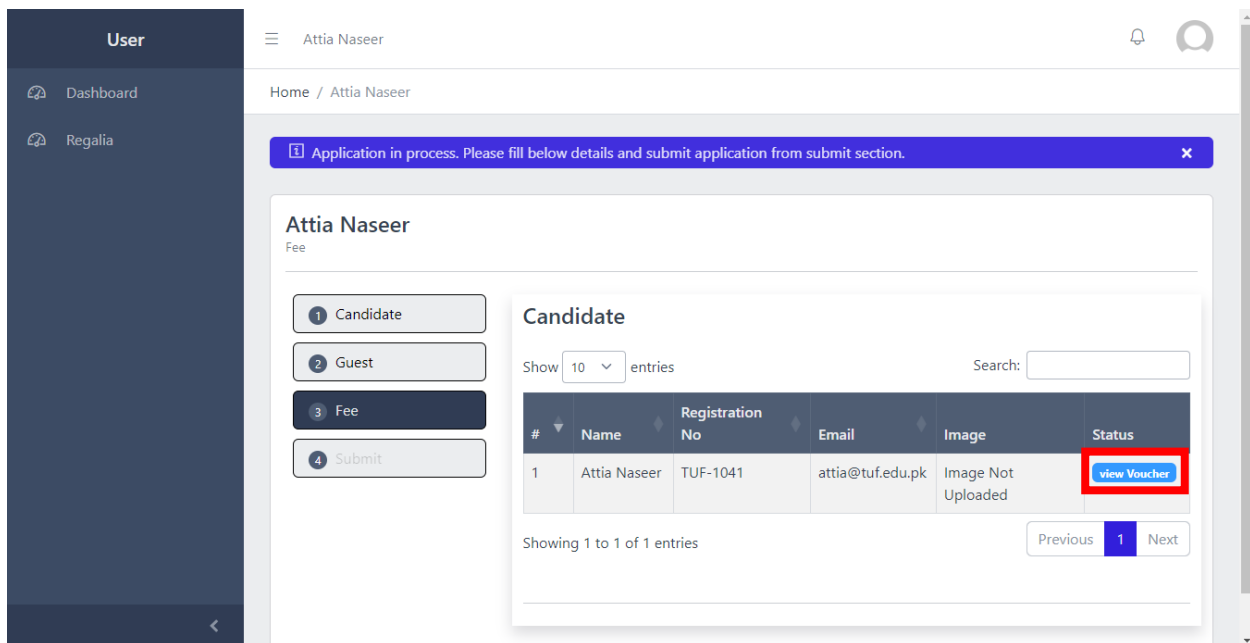 User
Attia Naseer
Dashboard
Regalia
Home / Attia Naseer
Application in process. Please fill below details and submit application from submit section.
Attia Naseer
Fee
1 Candidate
2 Guest
3 Fee
4 Submit
Candidate
Show 10 entries
Search:
# Name Registration No Email Image Status
1 Attia Naseer TUF-1041 attia@tuf.edu.pk Image Not Uploaded view Voucher
Showing 1 to 1 of 1 entries
Previous 1 Next